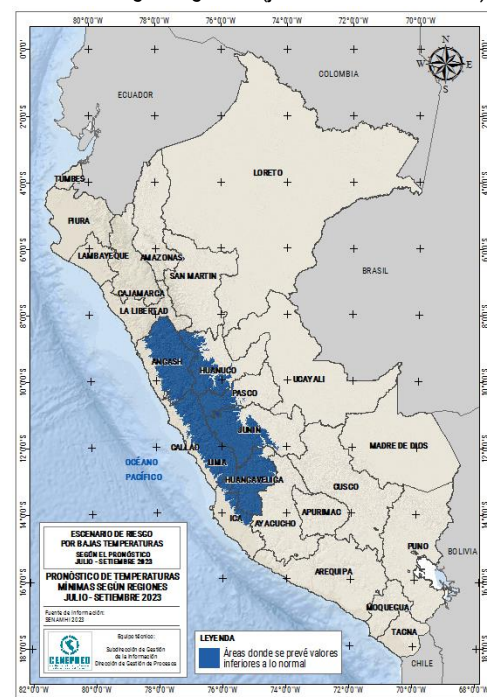 82°0'0"O 80°0'0"O 78°0'0"O 76°0'0"O 74°0'0"O 72°0'0"O 70°0'0"O
N
W E
S
COLOMBIA
ECUADOR
0°0'0"
2°0'0"S
4°0'0"S
6°0'0"S
8°0'0"S
10°0'0"S
12°0'0"S
14°0'0"S
16°0'0"S
18°0'0"S
LORETO
TUMBES
PIURA
LAMBAYEQUE
AMAZONAS
SAN MARTIN
BRASIL
CAJAMARCA
LA LIBERTAD
ANCASH
HUANUCO
UCAYALI
PASCO
JUNIN
MADRE DE DIOS
CALLAO
LIMA
OCÉANO
PACÍFICO
HUANCAVELICA
CUSCO
ICA
AYACUCHO
APURIMAC
PUNO
BOLIVIA
AREQUIPA
MOQUEGUA
TACNA
CHILE
ESCENARIO DE RIESGO
POR BAJAS TEMPERATURAS
SEGÚN EL PRONÓSTICO
JULIO - SETIEMBRE 2023
PRONÓSTICO DE TEMPERATURAS
MÍNIMAS SEGÚN REGIONES
JULIO - SETIEMBRE 2023
Fuente de Información:
SENAMHI 2023
CENEPRED
Equipo técnico:
Subdirección de Gestión
de la Información
Dirección de Gestión de Procesos
LEYENDA
Áreas donde se prevé valores
inferiores a lo normal
82°0'0"O 80°0'0"O 78°0'0"O 76°0'0"O 74°0'0"O 72°0'0"O 70°0'0"O 68°0'0"O